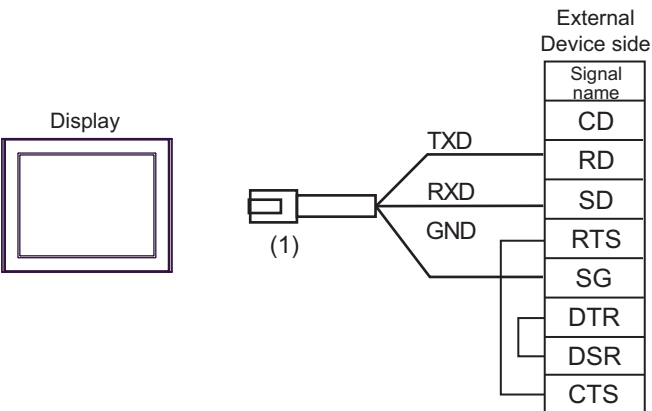 External
Device side
Signal
name
Display
CD
TXD
RD
RXD
SD
GND
RTS
(1)
SG
DTR
DSR
CTS